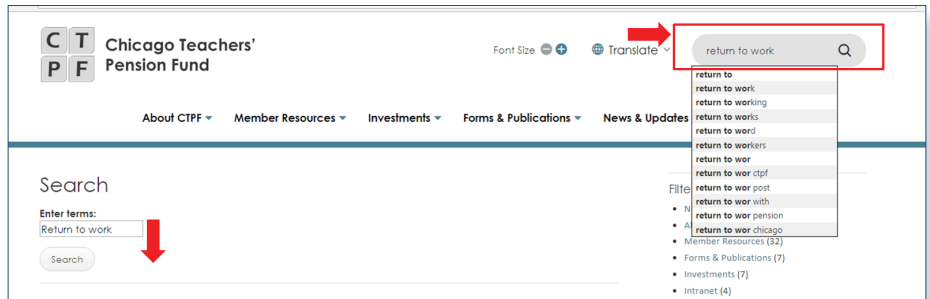 C T
P F
Chicago Teachers'
Pension Fund
Font Size
Translate
return to work
return to
return to work
return to working
return to works
return to word
return to workers
return to wor
return to wor ctpf
return to wor post
return to wor with
return to wor pension
return to wor chicago
About CTPF
Member Resources
Investments
Forms & Publications
News & Updates
Search
Enter terms:
Return to work
Search
Member Resources (32)
Forms & Publications (7)
Investments (7)
Intranet (4)